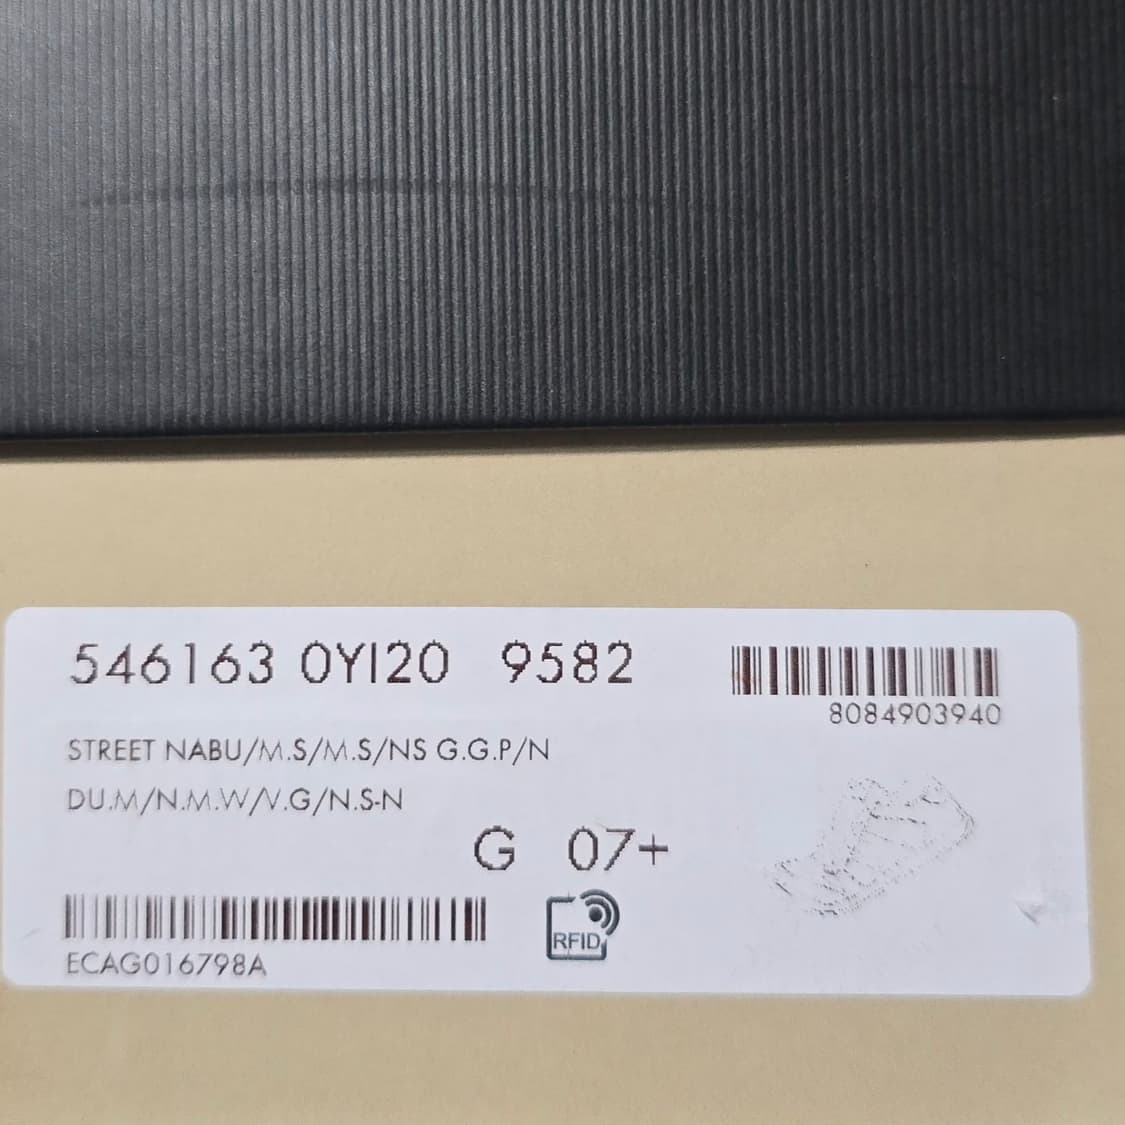 546163 0YI20 9582
8084903940
STREET NABU/M.S/M.S/NS G.G.P/N
DU.M/N.M.W/V.G/N.S-N
G 07+
RFID
ECAG016798A